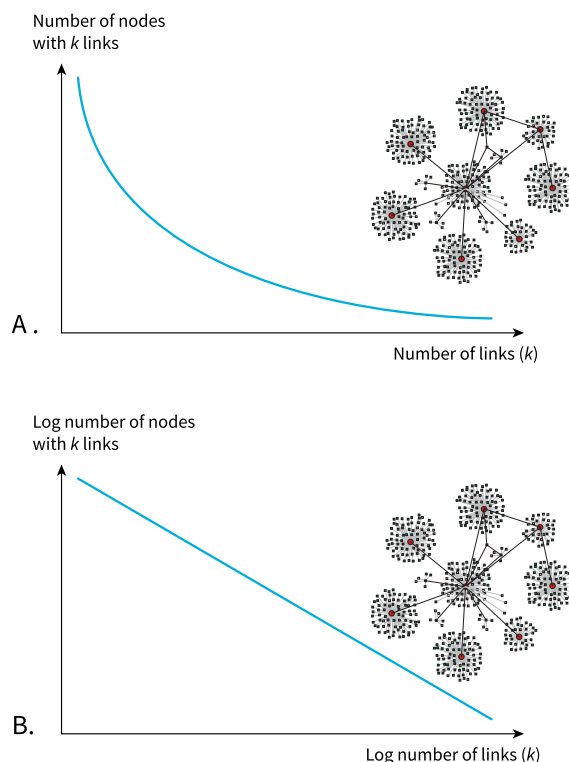 Number of nodes
with k links
A .
Number of links (k)
Log number of nodes
with k links
B.
Log number of links (k)